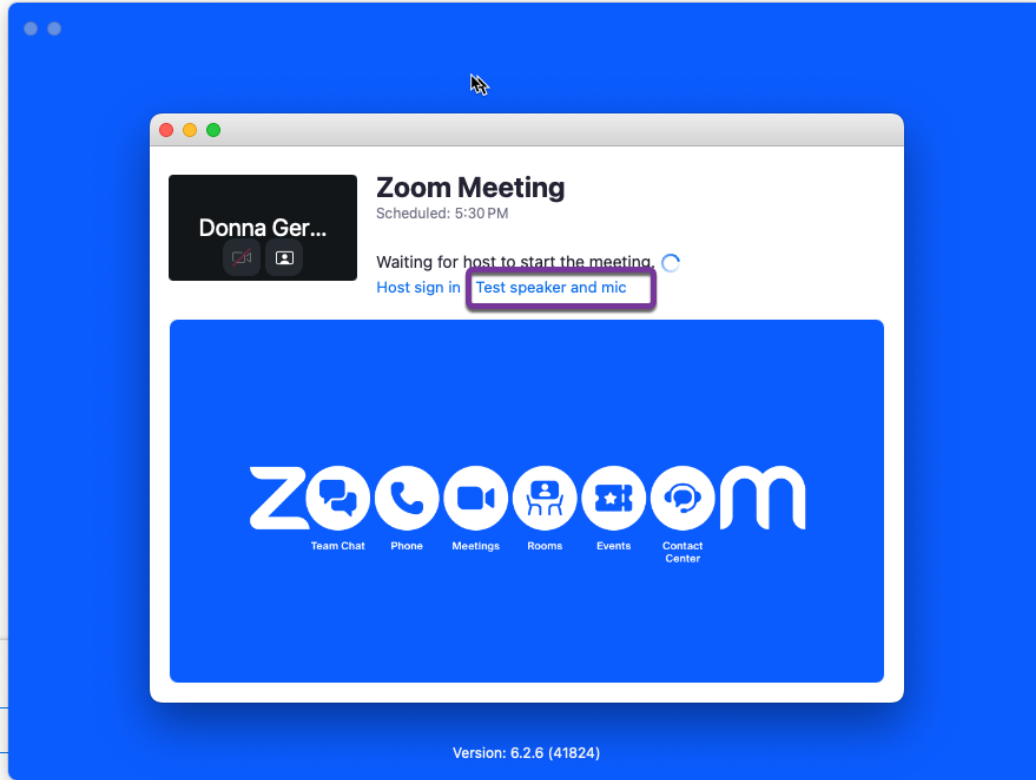 Zoom Meeting
Scheduled: 5:30 PM
Donna Ger...
Waiting for host to start the meeting.
Host sign in Test speaker and mic
zoooooom
Team Chat Phone Meetings Rooms Events Contact Center
Version: 6.2.6 (41824)